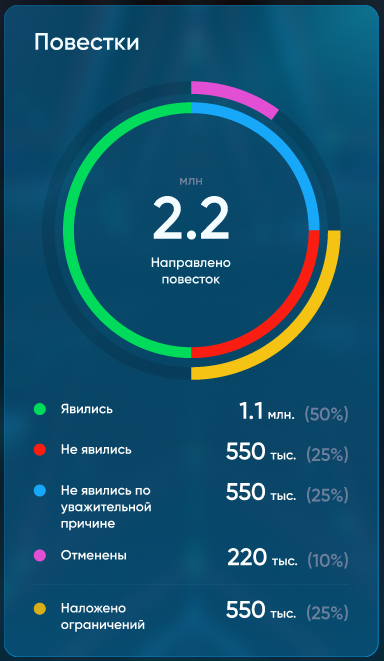 Повестки
млн
2.2
Направлено
повесток
Явились 1.1 млн. (50%)
Не явились 550 тыс. (25%)
Не явились по 550 тыс. (25%)
уважительной
причине
Отменены 220 тыс. (10%)
Наложено 550 тыс. (25%)
ограничений